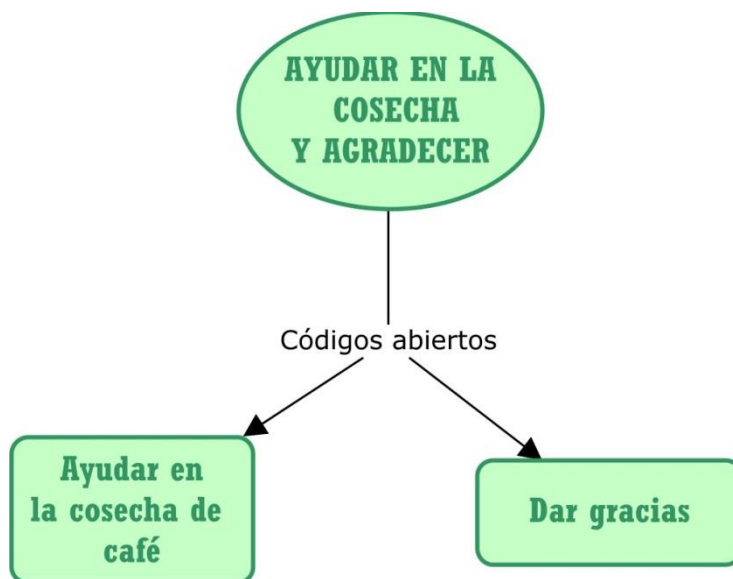 AYUDAR EN LA
COSECHA
Y AGRADECER
Códigos abiertos
Ayudar en
la cosecha de
café
Dar gracias